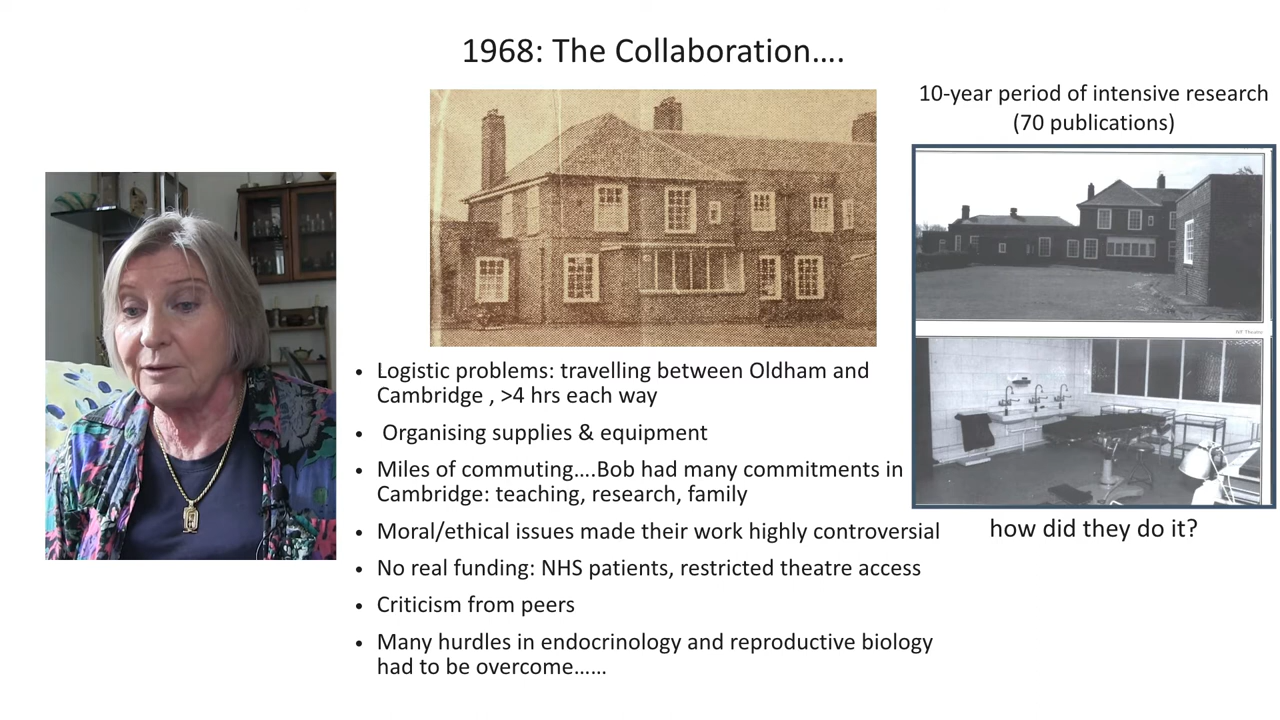 1968: The Collaboration….
10-year period of intensive research
(70 publications)
IVF Theatre
• Logistic problems: travelling between Oldham and
Cambridge , >4 hrs each way
• Organising supplies & equipment
• Miles of commuting….Bob had many commitments in
Cambridge: teaching, research, family
• Moral/ethical issues made their work highly controversial
• No real funding: NHS patients, restricted theatre access
• Criticism from peers
• Many hurdles in endocrinology and reproductive biology
had to be overcome……
how did they do it?